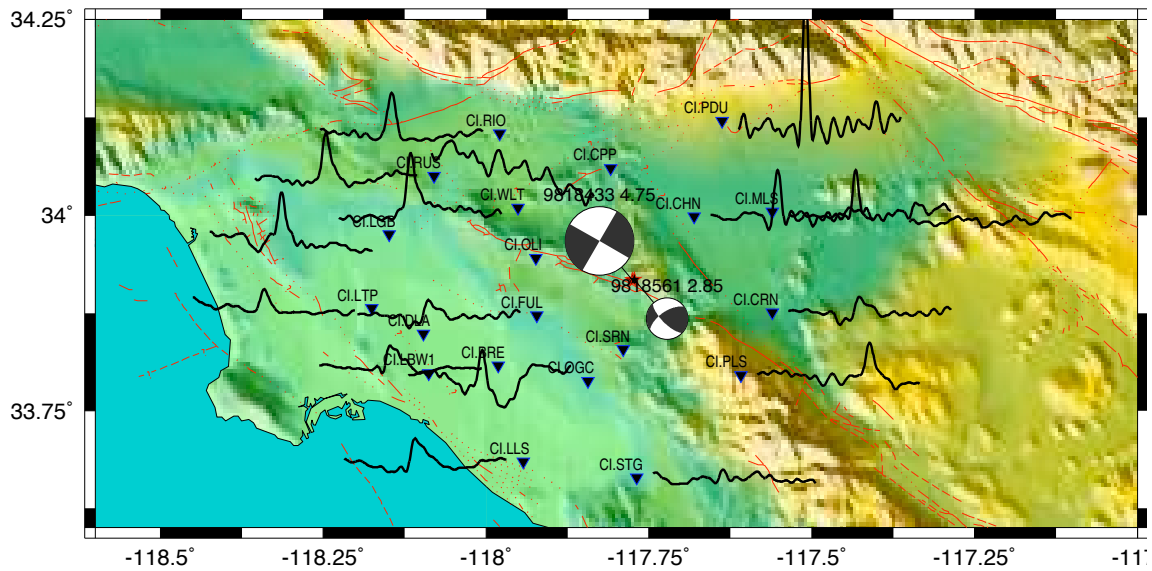 34.25°
34°
33.75°
CI.RIO
CI.PDU
CI.RUS
CI.CPP
CI.WLT
9818433 4.75
CI.CHN
CI.MLS
CI.LGB
CI.OLI
9818561 2.85
CI.LTP
CI.FUL
CI.CRN
CI.DLA
CI.SRN
CI.LBW1
CI.BRE
CI.OGC
CI.PLS
CI.LLS
CI.STG
-118.5°
-118.25°
-118°
-117.75°
-117.5°
-117.25°
-117